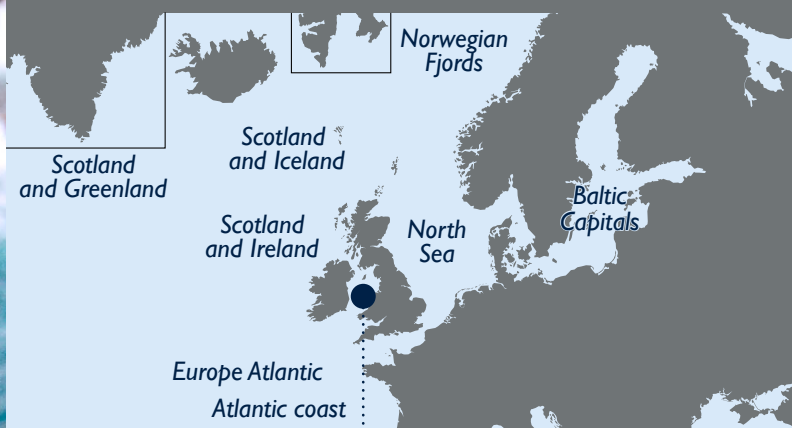 Norwegian
Fjords
Scotland
and Iceland
Scotland
and Greenland
Scotland
and Ireland
North
Sea
Baltic
Capitals
Europe Atlantic
Atlantic coast